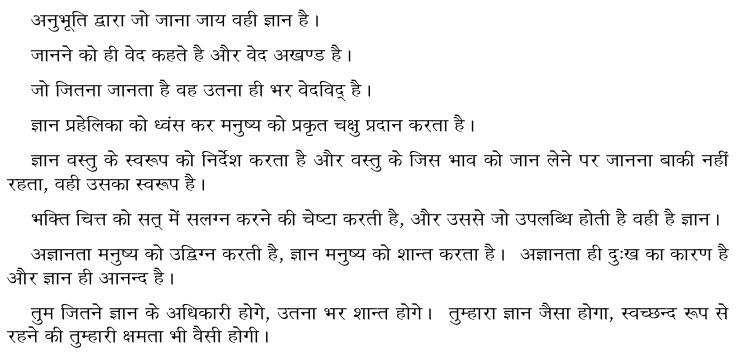 अनुभूति द्वारा जो जाना जाय वही ज्ञान है।
जानने को ही वेद कहते है और वेद अखण्ड है।
जो जितना जानता है वह उतना ही भर वेदविद् है।
ज्ञान प्रहेलिका को ध्वंस कर मनुष्य को प्रकृत चक्षु प्रदान करता है।
ज्ञान वस्तु के स्वरूप को निर्देश करता है और वस्तु के जिस भाव को जान लेने पर जानना बाकी नहीं
रहता, वही उसका स्वरूप है।
भक्ति चित्त को सत् में सलग्न करने की चेष्टा करती है, और उससे जो उपलब्धि होती है वही है ज्ञान।
अज्ञानता मनुष्य को उद्विग्न करती है, ज्ञान मनुष्य को शान्त करता है। अज्ञानता ही दुःख का कारण है
और ज्ञान ही आनन्द है।
तुम जितने ज्ञान के अधिकारी होगे, उतना भर शान्त होगे। तुम्हारा ज्ञान जैसा होगा, स्वच्छन्द रूप से
रहने की तुम्हारी क्षमता भी वैसी होगी।